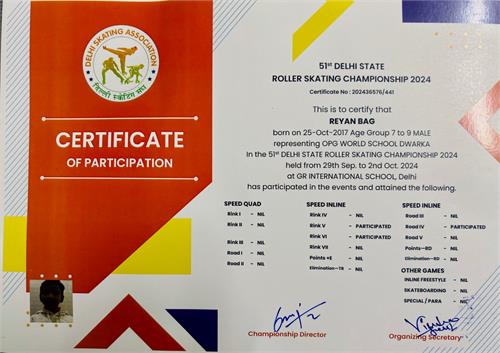 DELHI SKATING ASSOCIATION
दिल्ली स्केटिंग संघ
CERTIFICATE
OF PARTICIPATION
51st DELHI STATE
ROLLER SKATING CHAMPIONSHIP 2024
Certificate No : 202436576/441
This is to certify that
REYAN BAG
born on 25-Oct-2017 Age Group 7 to 9 MALE
representing OPG WORLD SCHOOL DWARKA
In the 51st DELHI STATE ROLLER SKATING CHAMPIONSHIP 2024
held from 29th Sep. to 2nd Oct. 2024
at GR INTERNATIONAL SCHOOL, Delhi
has participated in the events and attained the following.
SPEED QUAD
Rink I - NIL
Rink II - NIL
Rink III - NIL
Road I - NIL
Road II - NIL
SPEED INLINE
Rink IV - NIL
Rink V - PARTICIPATED
Rink VI - PARTICIPATED
Rink VII - NIL
Points +E - NIL
Elimination-TR - NIL
SPEED INLINE
Road III - NIL
Road IV - PARTICIPATED
Road V - NIL
Points-RD - NIL
Elimination-RD - NIL
OTHER GAMES
INLINE FREESTYLE - NIL
SKATEBOARDING - NIL
SPECIAL / PARA - NIL
Championship Director
Organizing Secretary